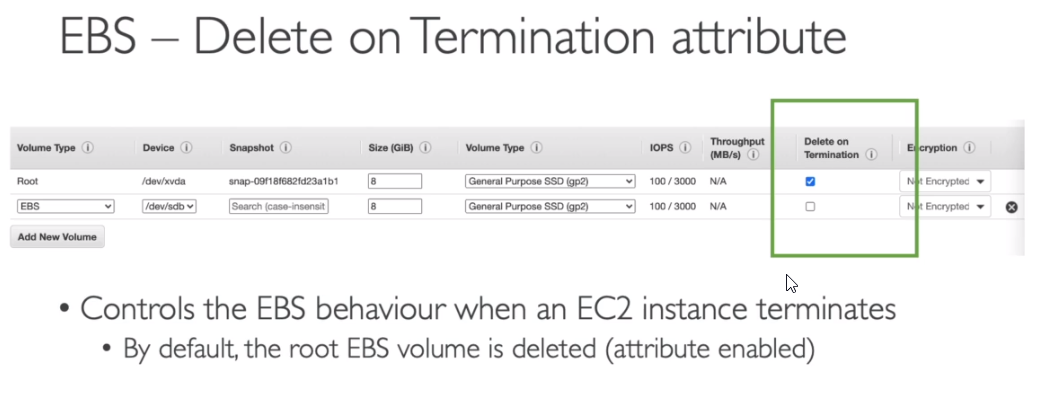 EBS – Delete on Termination attribute
Volume Type Device Snapshot Size (GiB) Volume Type IOPS Throughput (MB/s) Delete on Termination Encryption
Root /dev/xvda snap-09f18f682fd23a1b1 8 General Purpose SSD (gp2) 100 / 3000 N/A Not Encrypted
EBS /dev/sdb Search (case-insensit 8 General Purpose SSD (gp2) 100 / 3000 N/A Not Encrypted
Add New Volume
• Controls the EBS behaviour when an EC2 instance terminates
• By default, the root EBS volume is deleted (attribute enabled)